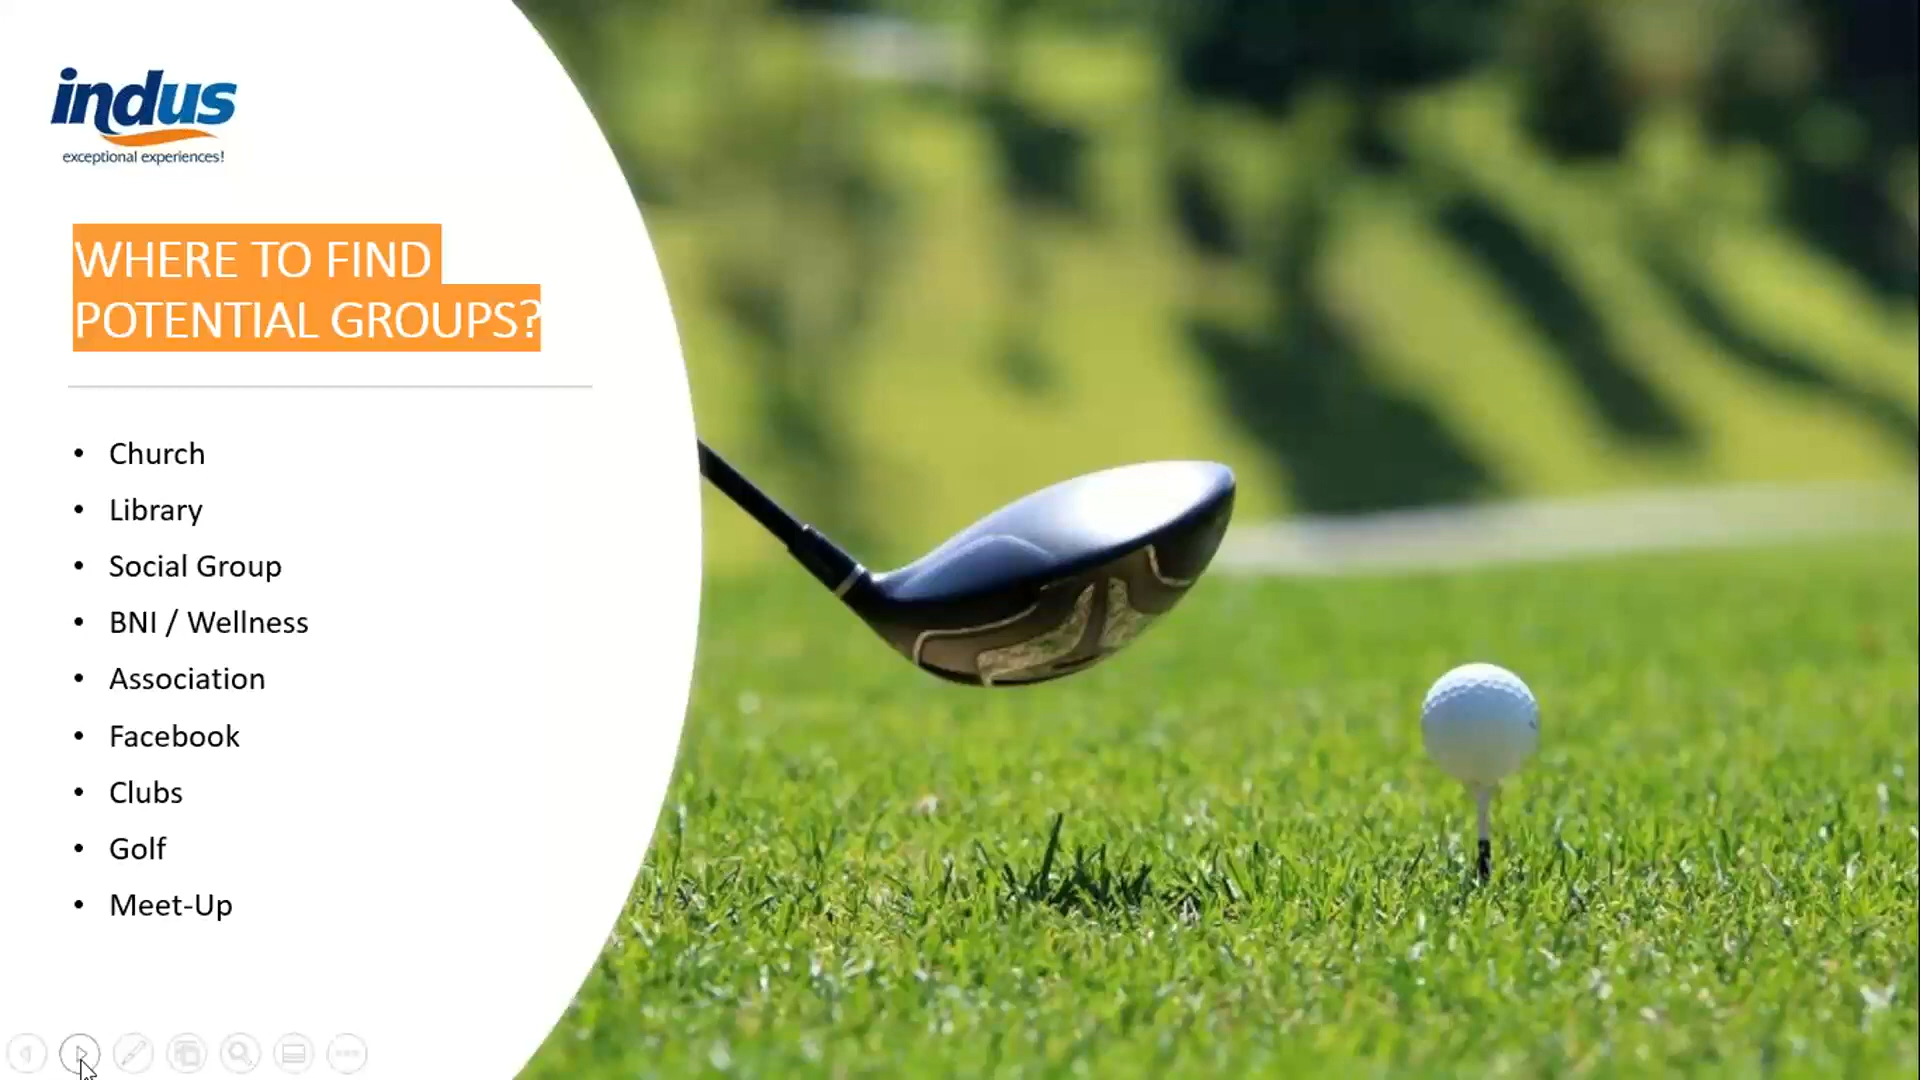 indus
exceptional experiences!
WHERE TO FIND
POTENTIAL GROUPS?
• Church
• Library
• Social Group
• BNI / Wellness
• Association
• Facebook
• Clubs
• Golf
• Meet-Up